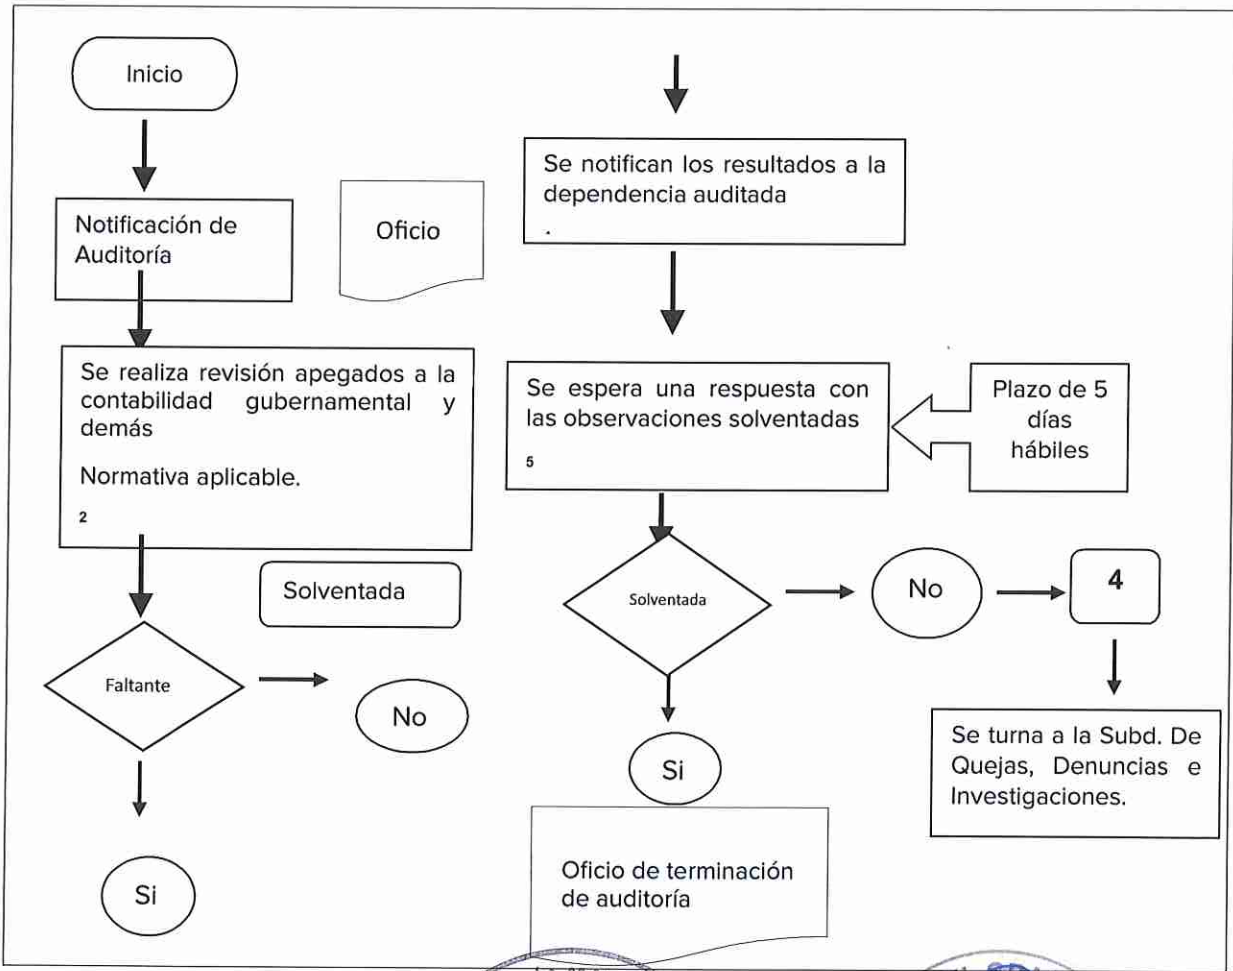 Inicio
Notificación de
Auditoría
Oficio
Se realiza revisión apegados a la
contabilidad gubernamental y
demás
Normativa aplicable.
2
Solventada
Faltante
No
Si
Se notifican los resultados a la
dependencia auditada
.
Se espera una respuesta con
las observaciones solventadas
5
Plazo de 5
días
hábiles
Solventada
No
4
Se turna a la Subd. De
Quejas, Denuncias e
Investigaciones.
Si
Oficio de terminación
de auditoría